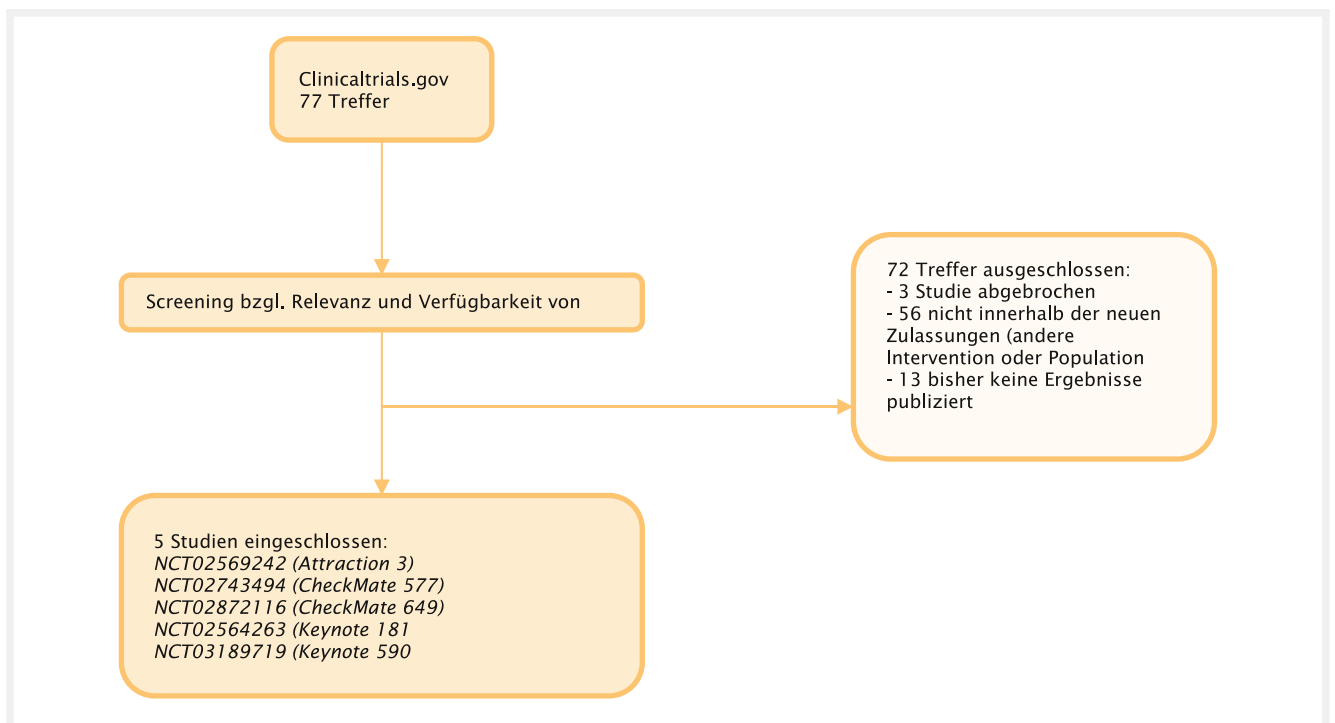 Clinicaltrials.gov
77 Treffer
Screening bzgl. Relevanz und Verfügbarkeit von
72 Treffer ausgeschlossen:
- 3 Studie abgebrochen
- 56 nicht innerhalb der neuen
Zulassungen (andere
Intervention oder Population
- 13 bisher keine Ergebnisse
publiziert
5 Studien eingeschlossen:
NCT02569242 (Attraction 3)
NCT02743494 (CheckMate 577)
NCT02872116 (CheckMate 649)
NCT02564263 (Keynote 181
NCT03189719 (Keynote 590